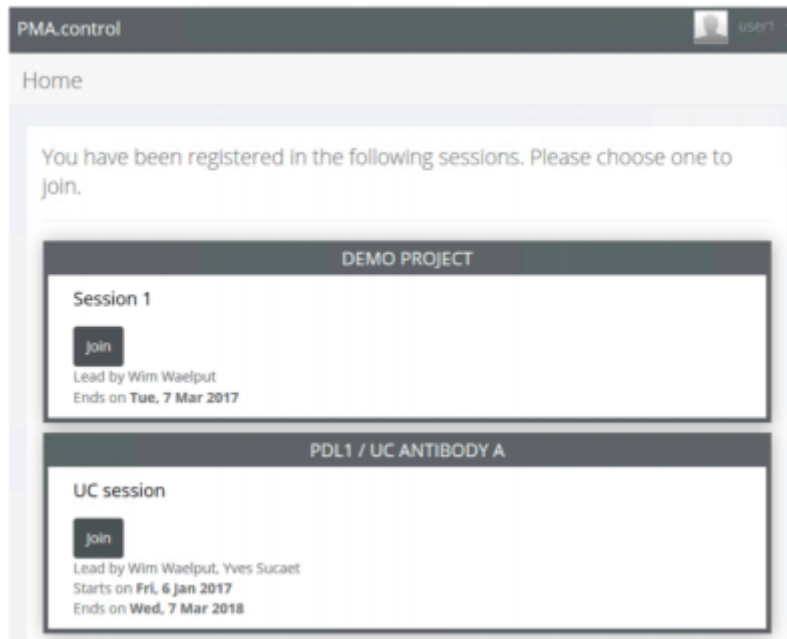 PMA.control
user1
Home
You have been registered in the following sessions. Please choose one to
join.
DEMO PROJECT
Session 1
Join
Lead by Wim Waelput
Ends on Tue, 7 Mar 2017
PDL1 / UC ANTIBODY A
UC session
Join
Lead by Wim Waelput, Yves Sucaet
Starts on Fri, 6 Jan 2017
Ends on Wed, 7 Mar 2018